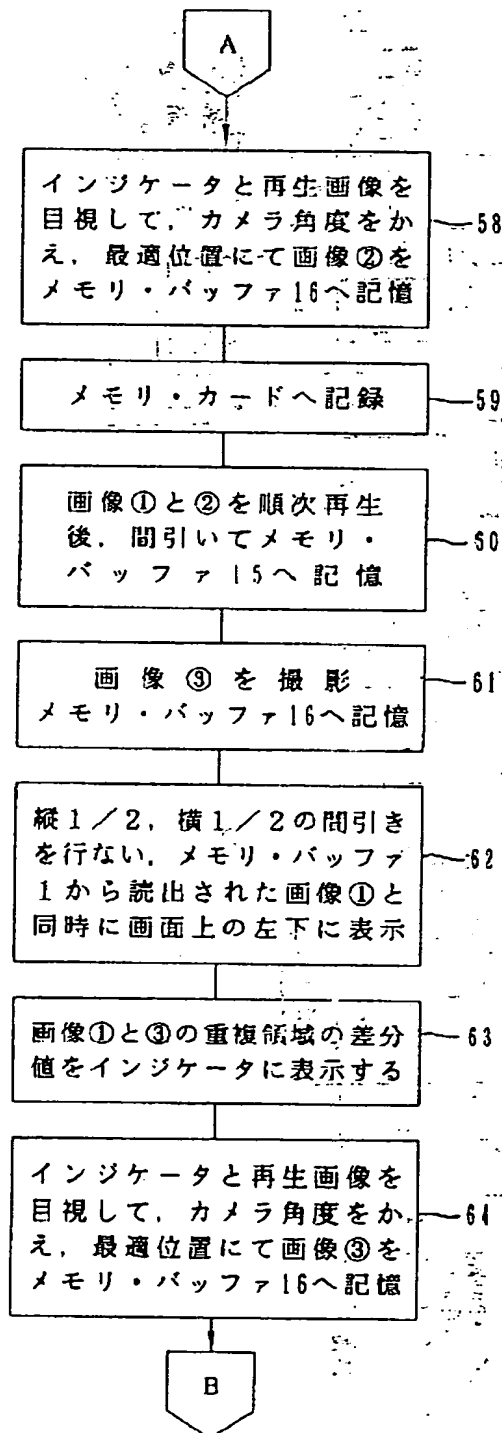 A
インジケータと再生画像を
目視して，カメラ角度をか
え，最適位置にて画像②を
メモリ・バッファ16へ記憶
58
メモリ・カードへ記録
59
画像①と②を順次再生
後，間引いてメモリ・
バッファ15へ記憶
60
画像③を撮影
メモリ・バッファ16へ記憶
61
縦1／2，横1／2の間引き
を行ない，メモリ・バッファ
1から読出された画像①と
同時に画面上の左下に表示
62
画像①と③の重複領域の差分
値をインジケータに表示する
63
インジケータと再生画像を
目視して，カメラ角度をか
え，最適位置にて画像③を
メモリ・バッファ16へ記憶
64
B